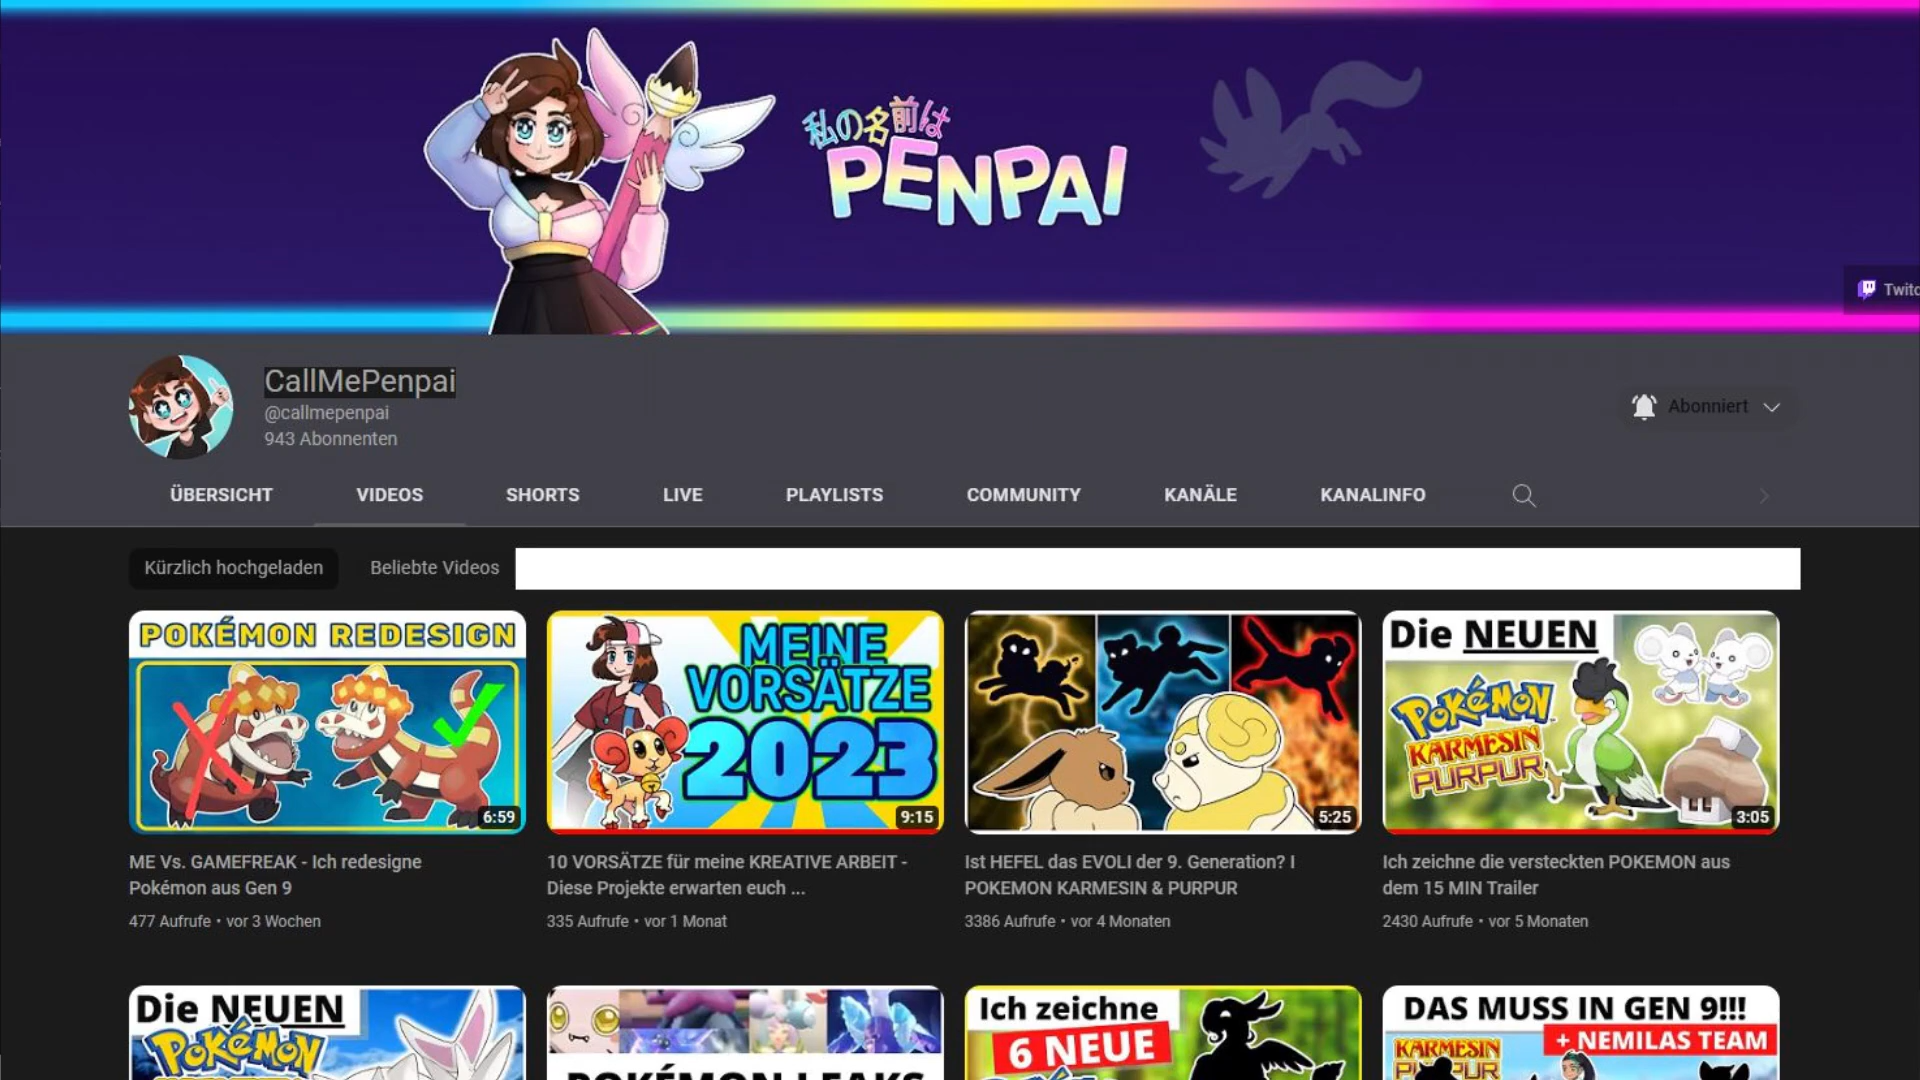 私の名前は
PENPAI
Twitc
CallMePenpai
@callmepenpai
943 Abonnenten
Abonniert
ÜBERSICHT VIDEOS SHORTS LIVE PLAYLISTS COMMUNITY KANÄLE KANALINFO
Kürzlich hochgeladen Beliebte Videos
POKÉMON REDESIGN
6:59
MEINE
VORSÄTZE
2023
9:15
5:25
Die NEUEN
POKÉMON
KARMESIN
PURPUR
3:05
ME Vs. GAMEFREAK - Ich redesigne
Pokémon aus Gen 9
477 Aufrufe • vor 3 Wochen
10 VORSÄTZE für meine KREATIVE ARBEIT -
Diese Projekte erwarten euch ...
335 Aufrufe • vor 1 Monat
Ist HEFEL das EVOLI der 9. Generation? I
POKEMON KARMESIN & PURPUR
3386 Aufrufe • vor 4 Monaten
Ich zeichne die versteckten POKEMON aus
dem 15 MIN Trailer
2430 Aufrufe • vor 5 Monaten
Die NEUEN
POKÉMON
POKÉMON LEAKS
Ich zeichne
6 NEUE
DAS MUSS IN GEN 9!!!
+ NEMILAS TEAM
KARMESIN
PURPUR